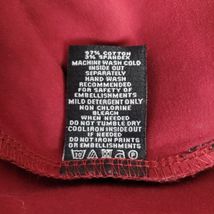 97% COTTON
3% SPANDEX
MACHINE WASH COLD
INSIDE OUT
SEPARATELY
HAND WASH
RECOMMENDED
FOR SAFETY OF
EMBELLISHMENTS
MILD DETERGENT ONLY
NON CHLORINE
BLEACH
WHEN NEEDED
DO NOT TUMBLE DRY
COOL IRON INSIDE OUT
IF NEEDED
DO NOT IRON PRINTS
OR EMBELLISHMENTS